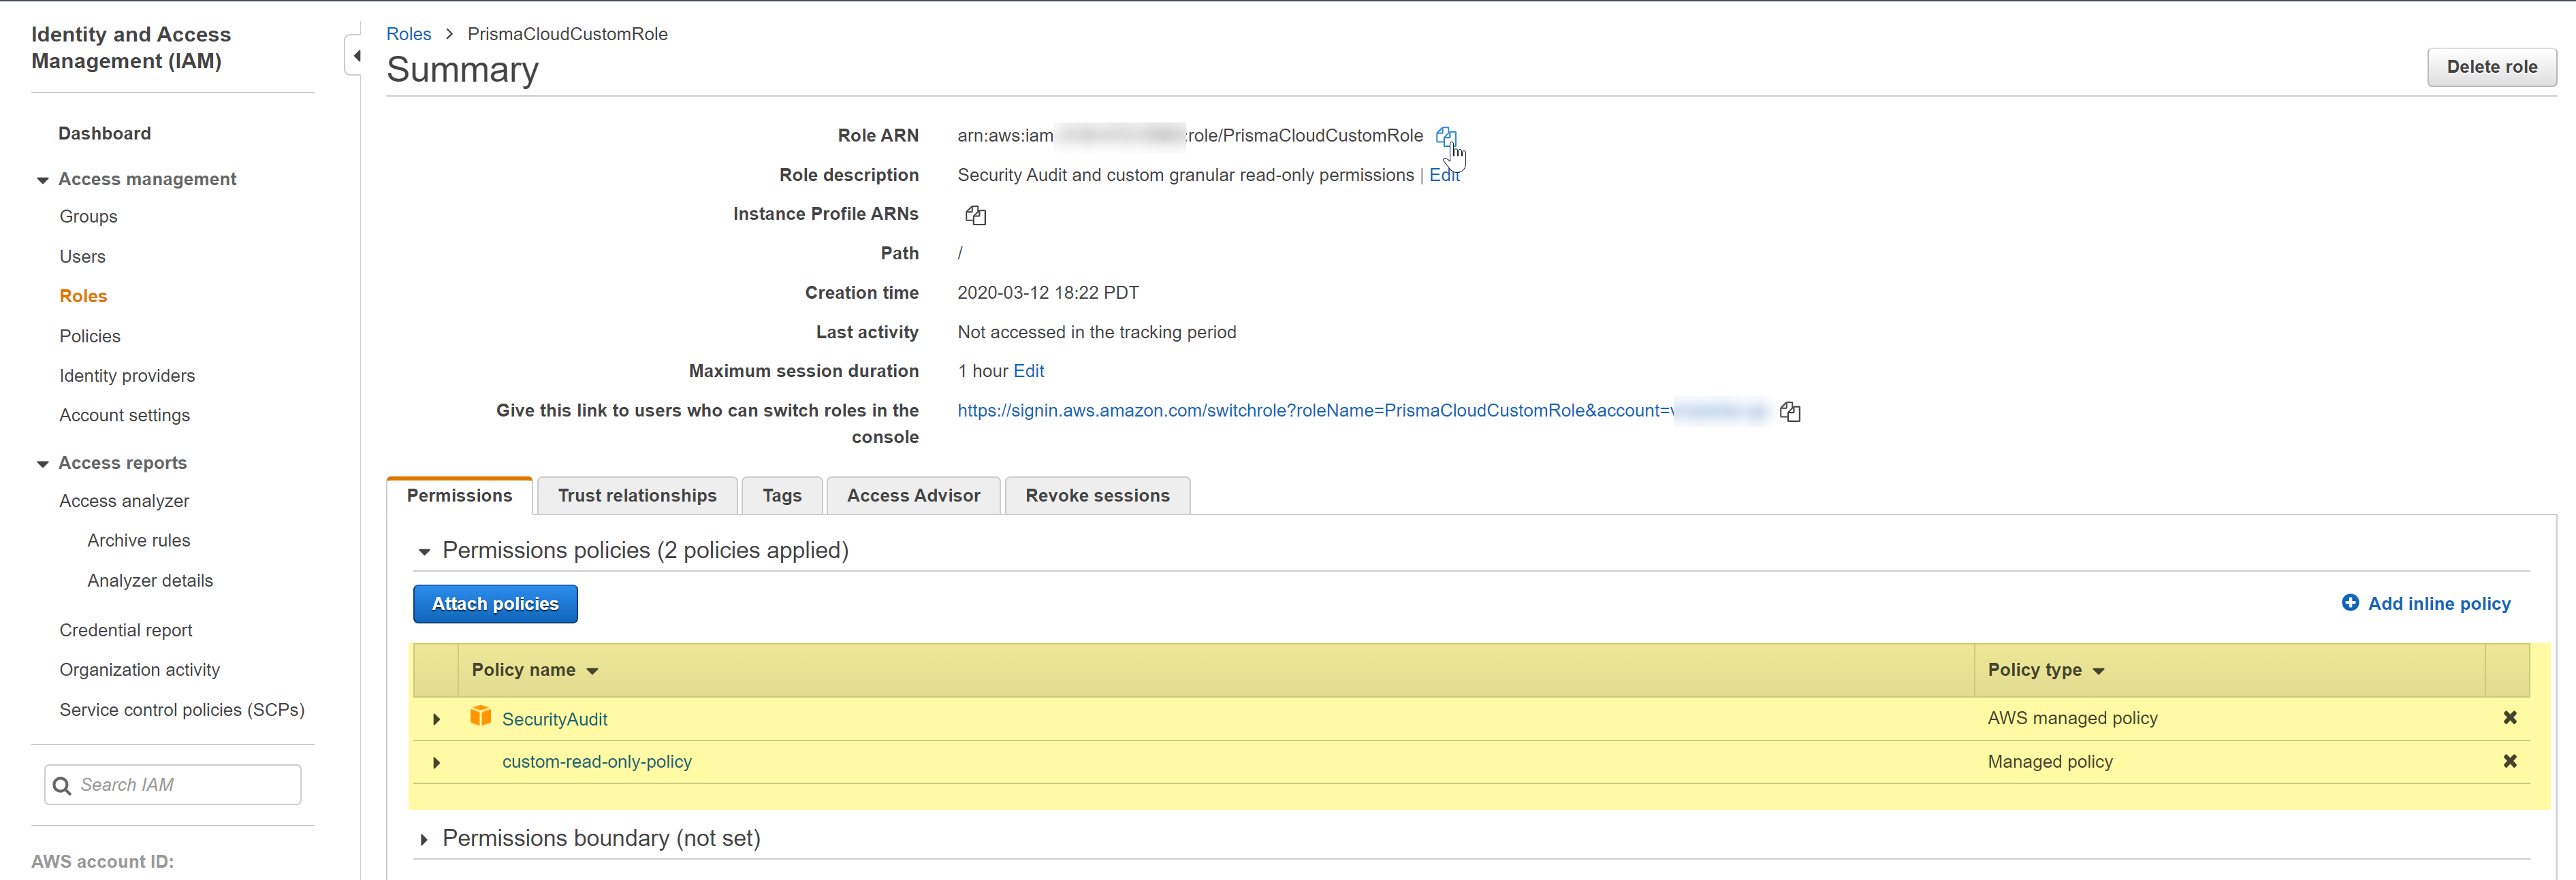 Identity and Access
Management (IAM)
Dashboard
Access management
Groups
Users
Roles
Policies
Identity providers
Account settings
Access reports
Access analyzer
Archive rules
Analyzer details
Credential report
Organization activity
Service control policies (SCPs)
Search IAM
AWS account ID:
Roles > PrismaCloudCustomRole
Summary
Delete role
Role ARN arn:aws:iam :role/PrismaCloudCustomRole
Role description Security Audit and custom granular read-only permissions | Edit
Instance Profile ARNs
Path /
Creation time 2020-03-12 18:22 PDT
Last activity Not accessed in the tracking period
Maximum session duration 1 hour Edit
Give this link to users who can switch roles in the https://signin.aws.amazon.com/switchrole?roleName=PrismaCloudCustomRole&account=
console
Permissions Trust relationships Tags Access Advisor Revoke sessions
Permissions policies (2 policies applied)
Attach policies Add inline policy
Policy name Policy type
SecurityAudit AWS managed policy
custom-read-only-policy Managed policy
Permissions boundary (not set)